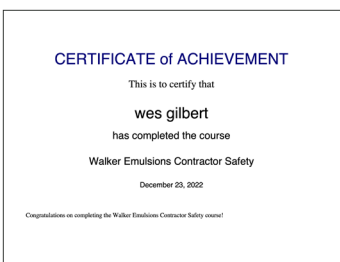 CERTIFICATE of ACHIEVEMENT
This is to certify that
wes gilbert
has completed the course
Walker Emulsions Contractor Safety
December 23, 2022
Congratulations on completing the Walker Emulsions Contractor Safety course!